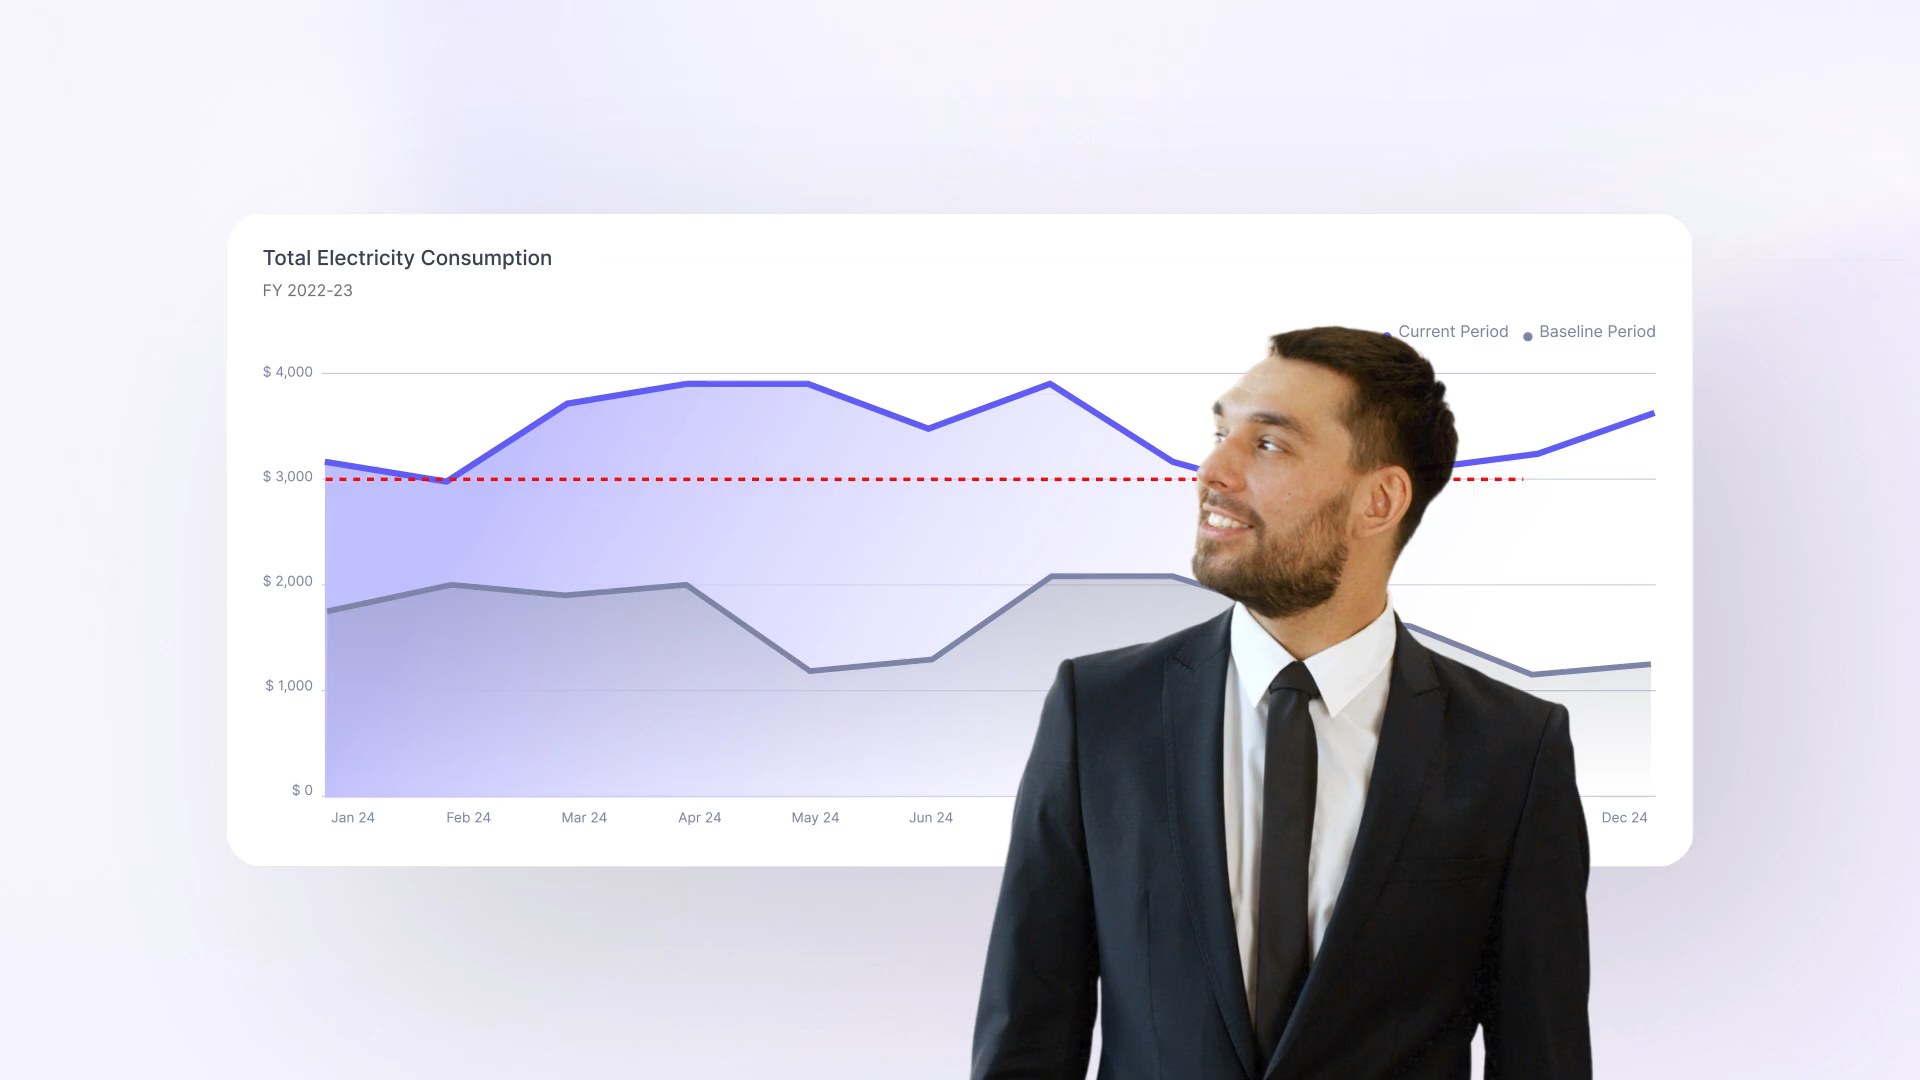 Total Electricity Consumption
FY 2022-23
Current Period Baseline Period
$ 4,000
$ 3,000
$ 2,000
$ 1,000
$ 0
Jan 24 Feb 24 Mar 24 Apr 24 May 24 Jun 24 Dec 24